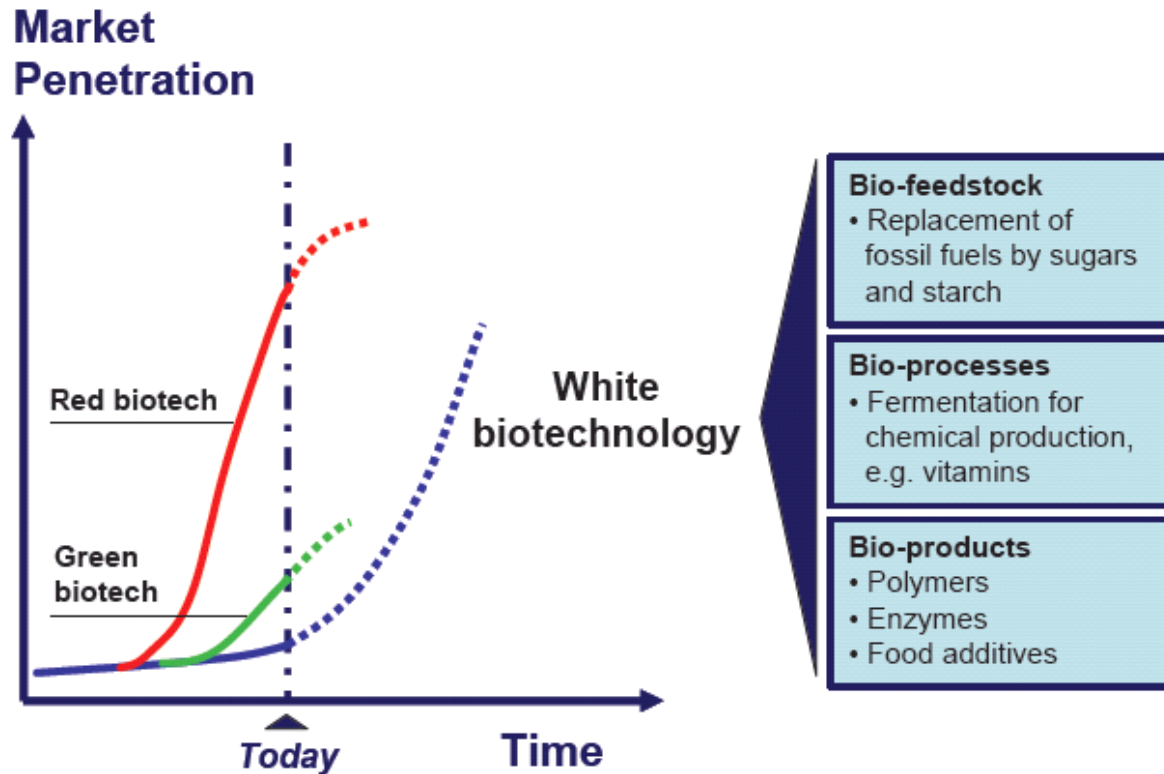 Market
Penetration
Red biotech
Green
biotech
Today
Time
White
biotechnology
Bio-feedstock
• Replacement of
fossil fuels by sugars
and starch
Bio-processes
• Fermentation for
chemical production,
e.g. vitamins
Bio-products
• Polymers
• Enzymes
• Food additives